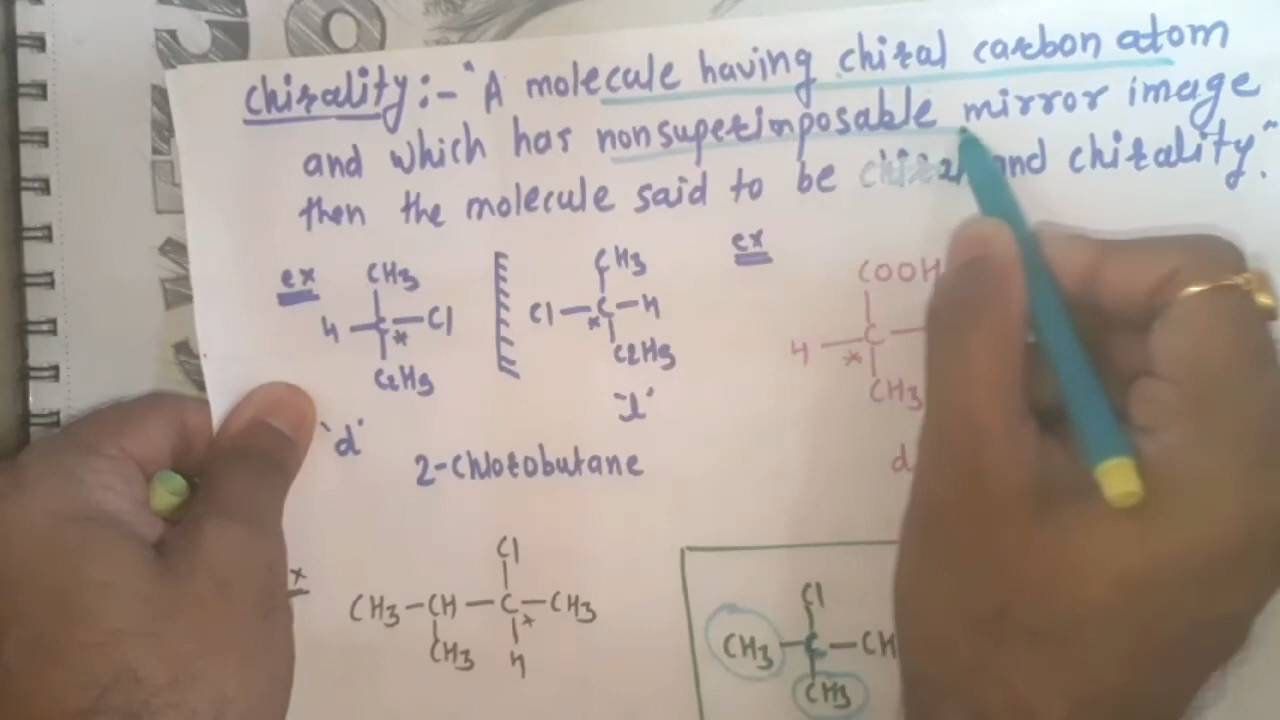 chirality:- "A molecule having chiral carbon atom
and which has nonsuperimposable mirror image
then the molecule said to be chiral and chirality."
ex
CH3
H C Cl
*
C2H5
'd'
CH3
Cl C H
*
C2H5
'l'
2-chlorobutane
ex
COOH
H C
*
CH3
d
Cl
CH3-CH-C-CH3
*
CH3 H
Cl
CH3-C-CH
CH3